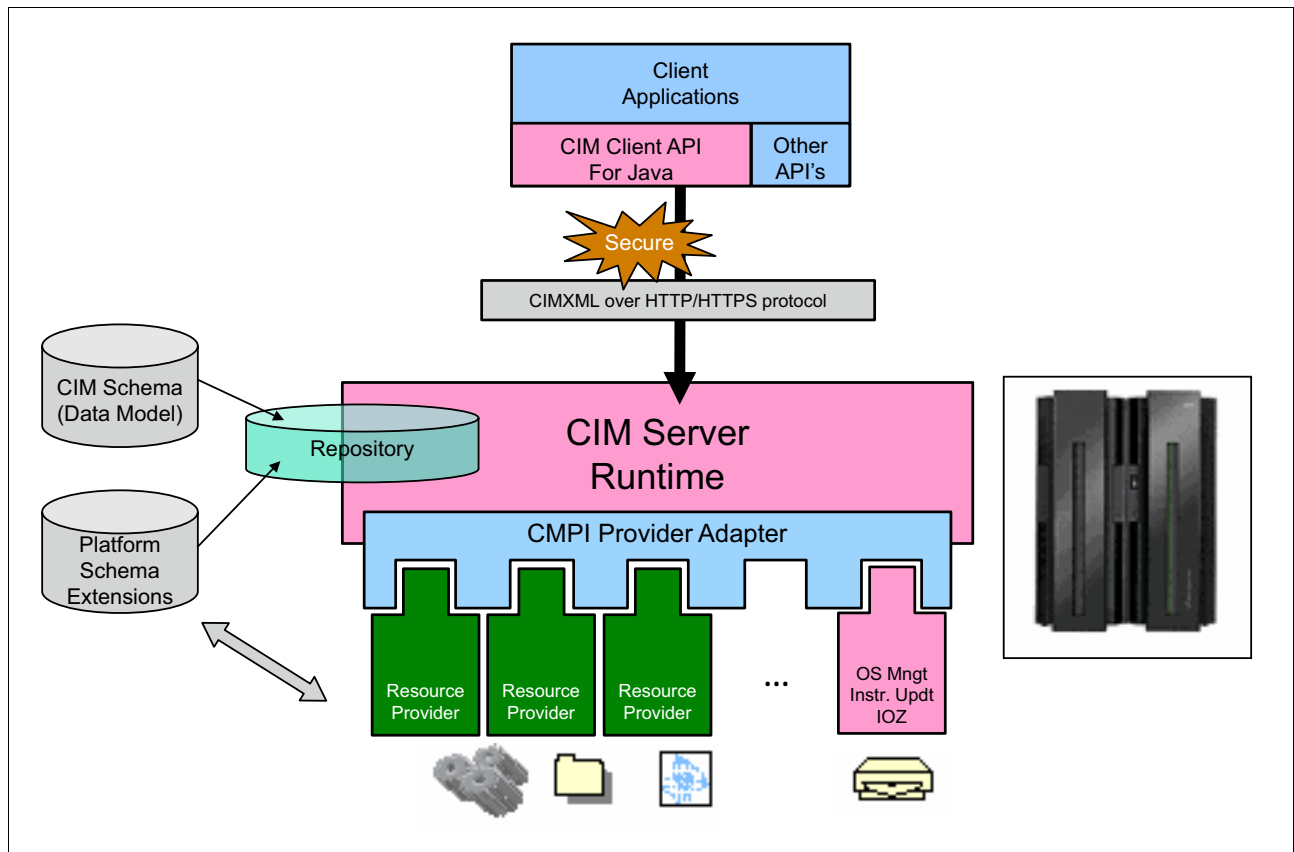 Client
Applications
CIM Client API
For Java
Other
API's
Secure
CIMXML over HTTP/HTTPS protocol
CIM Schema
(Data Model)
Repository
CIM Server
Runtime
Platform
Schema
Extensions
CMPI Provider Adapter
Resource
Provider
Resource
Provider
Resource
Provider
...
OS Mngt
Instr. Updt
IOZ